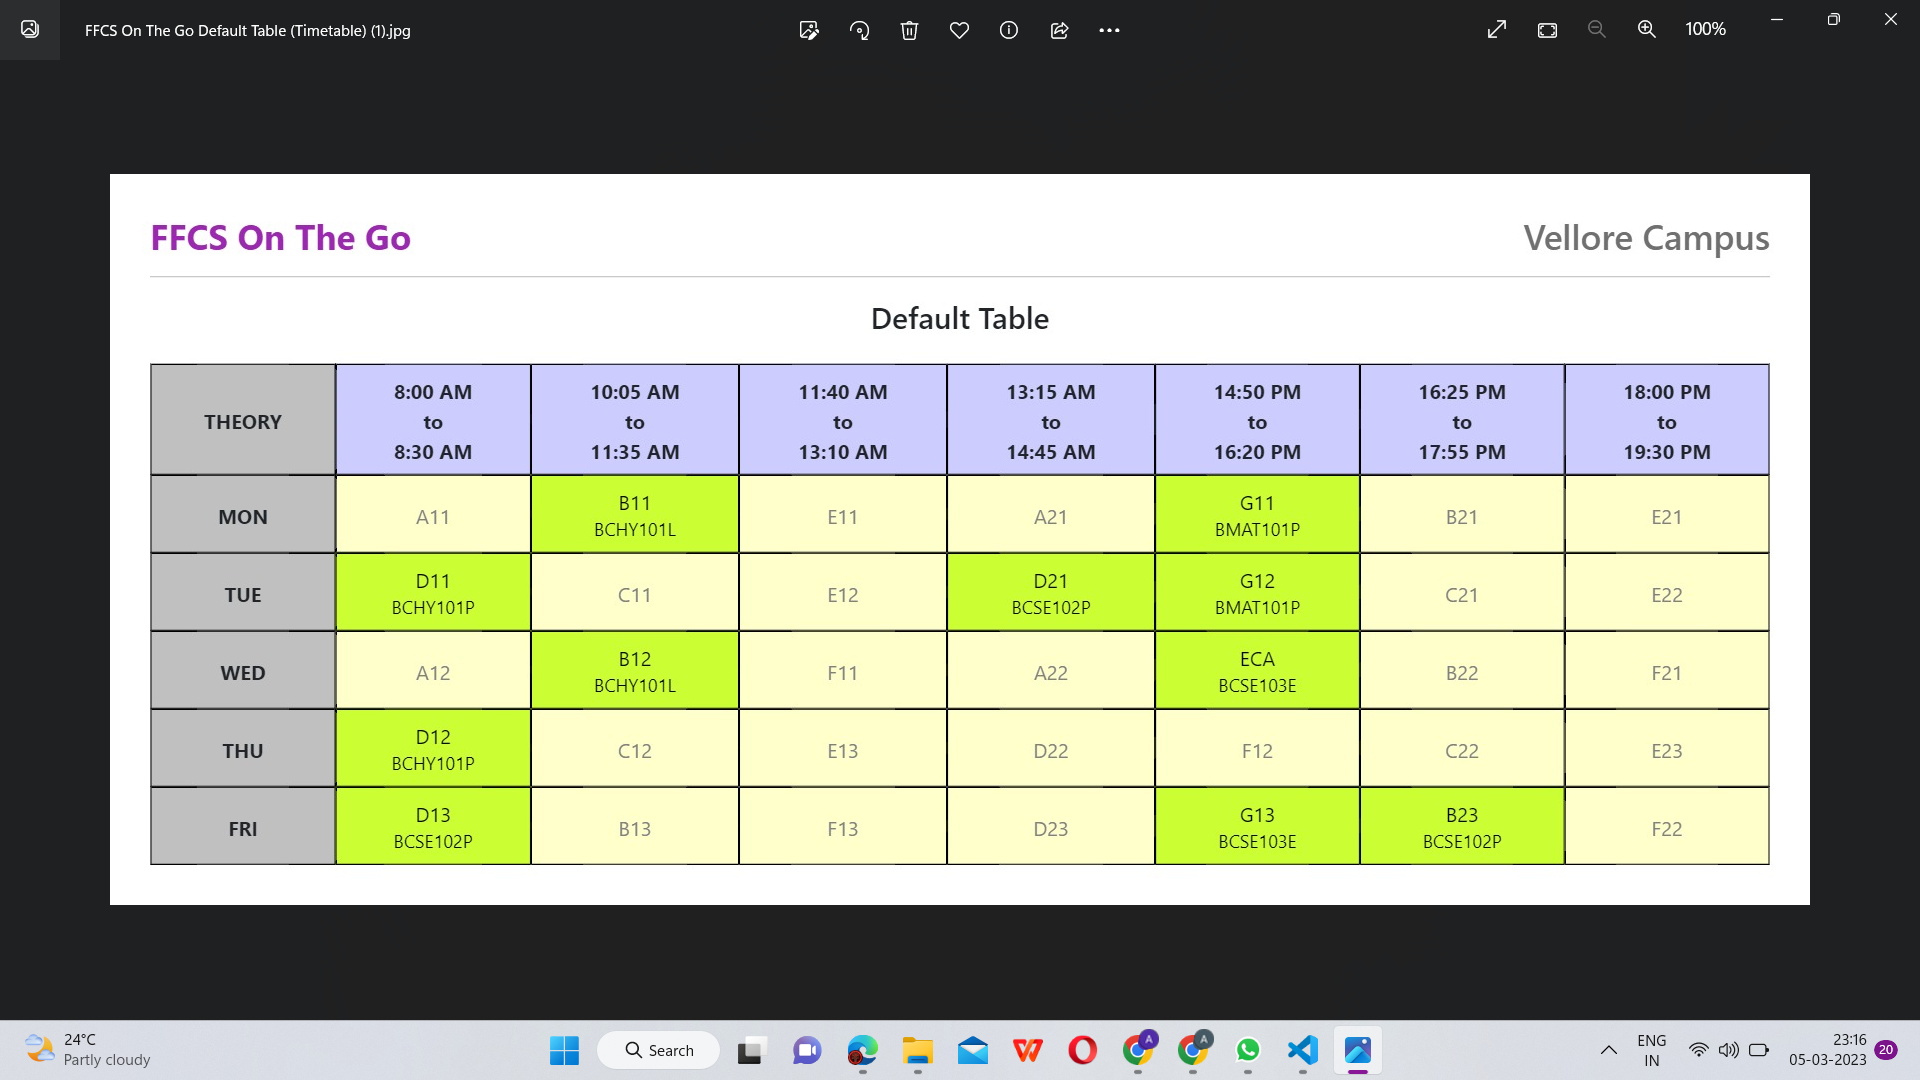 FFCS On The Go Default Table (Timetable) (1).jpg
100%
FFCS On The Go
Vellore Campus
Default Table
THEORY
8:00 AM
to
8:30 AM
10:05 AM
to
11:35 AM
11:40 AM
to
13:10 AM
13:15 AM
to
14:45 AM
14:50 PM
to
16:20 PM
16:25 PM
to
17:55 PM
18:00 PM
to
19:30 PM
MON
A11
B11
BCHY101L
E11
A21
G11
BMAT101P
B21
E21
TUE
D11
BCHY101P
C11
E12
D21
BCSE102P
G12
BMAT101P
C21
E22
WED
A12
B12
BCHY101L
F11
A22
ECA
BCSE103E
B22
F21
THU
D12
BCHY101P
C12
E13
D22
F12
C22
E23
FRI
D13
BCSE102P
B13
F13
D23
G13
BCSE103E
B23
BCSE102P
F22
24°C
Partly cloudy
Search
A
A
ENG
IN
23:16
05-03-2023
20